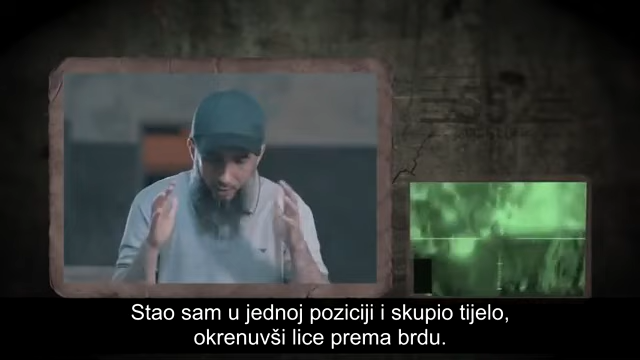 Stao sam u jednoj poziciji i skupio tijelo,
okrenuvši lice prema brdu.